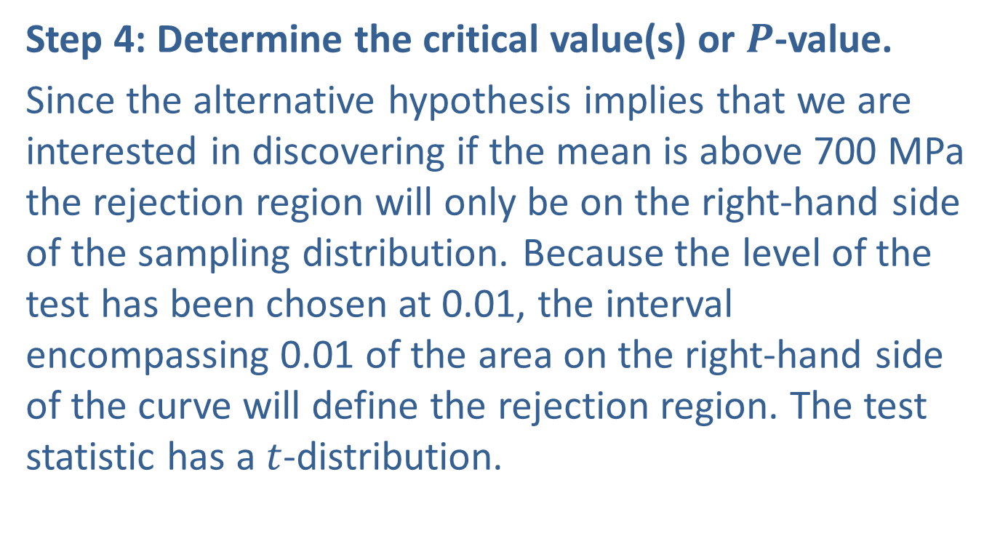 Step 4: Determine the critical value(s) or P-value.
Since the alternative hypothesis implies that we are
interested in discovering if the mean is above 700 MPa
the rejection region will only be on the right-hand side
of the sampling distribution. Because the level of the
test has been chosen at 0.01, the interval
encompassing 0.01 of the area on the right-hand side
of the curve will define the rejection region. The test
statistic has a t-distribution.